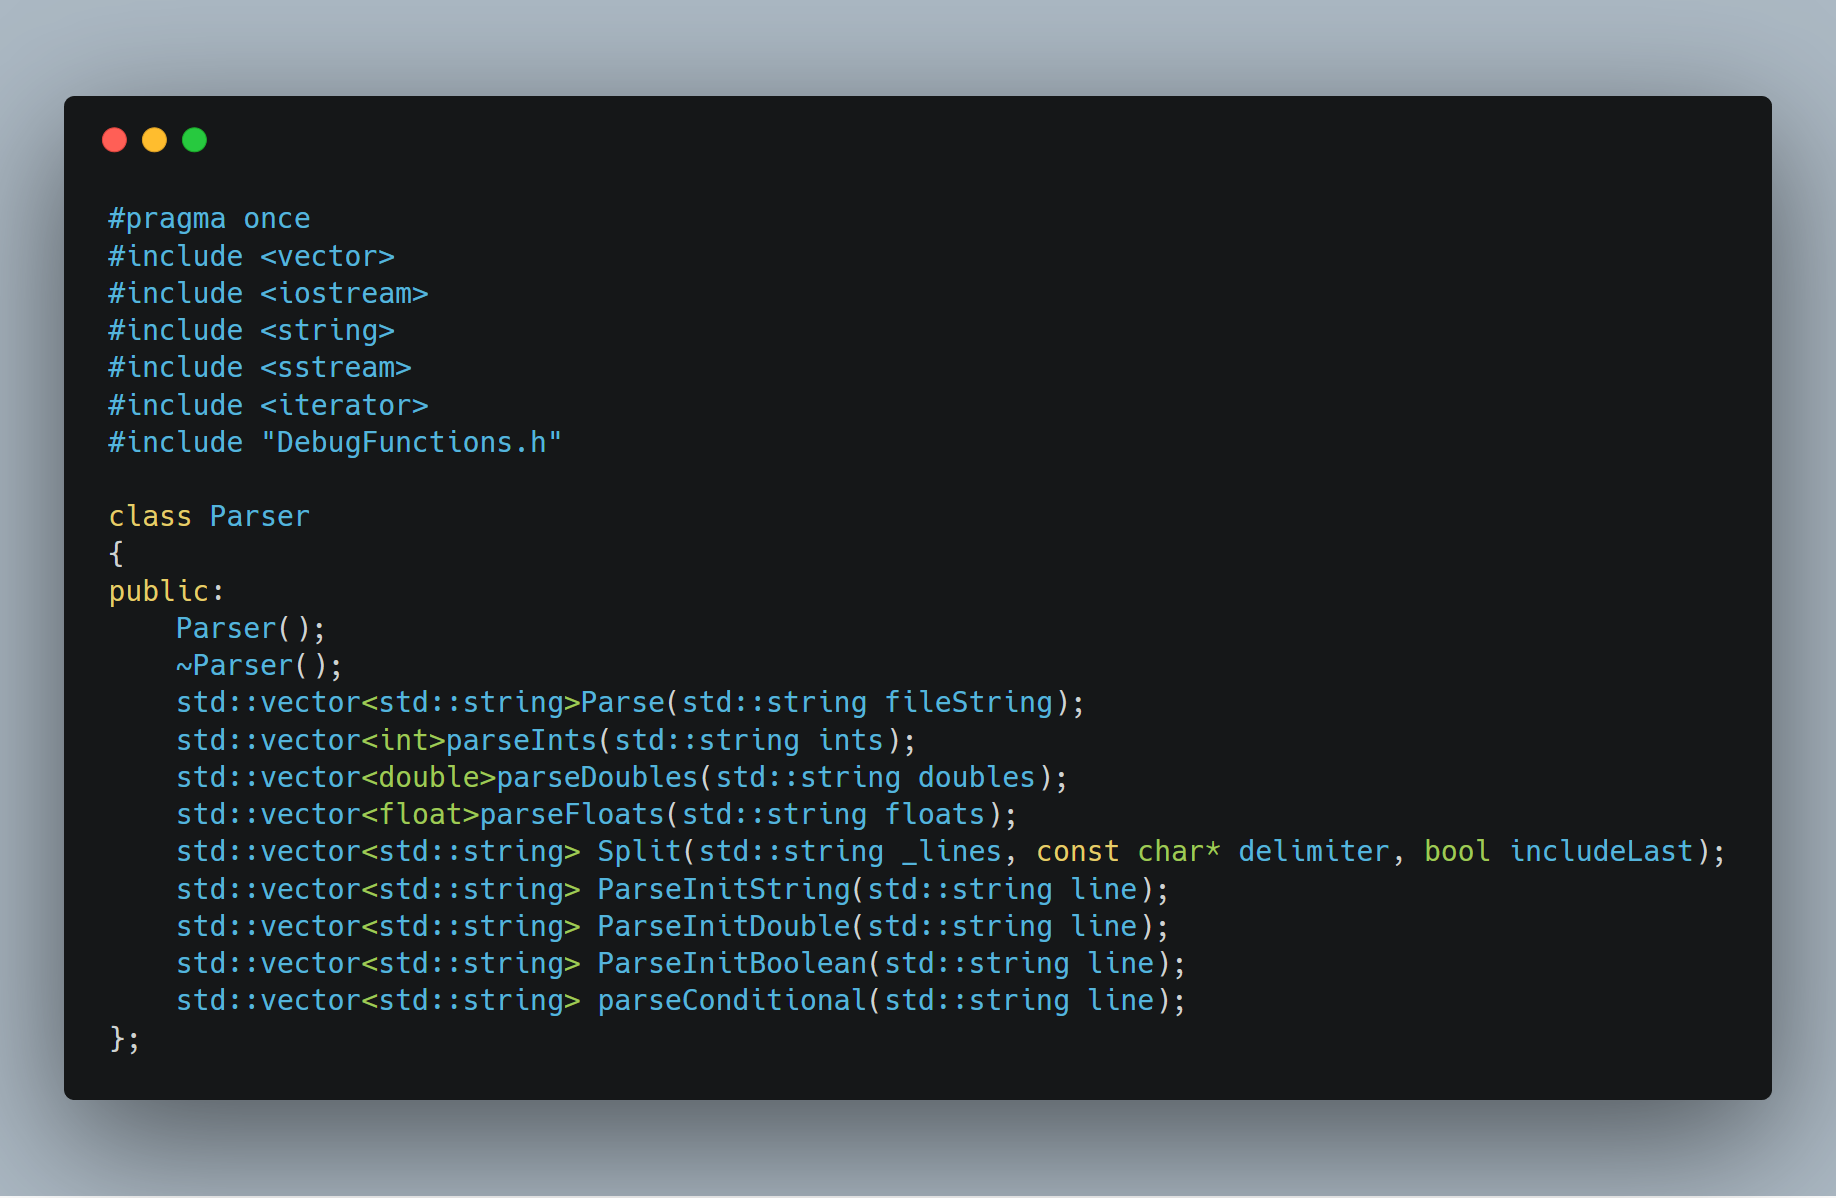 #pragma once
#include <vector>
#include <iostream>
#include <string>
#include <sstream>
#include <iterator>
#include "DebugFunctions.h"

class Parser
{
public:
    Parser();
    ~Parser();
    std::vector<std::string>Parse(std::string fileString);
    std::vector<int>parseInts(std::string ints);
    std::vector<double>parseDoubles(std::string doubles);
    std::vector<float>parseFloats(std::string floats);
    std::vector<std::string> Split(std::string _lines, const char* delimiter, bool includeLast);
    std::vector<std::string> ParseInitString(std::string line);
    std::vector<std::string> ParseInitDouble(std::string line);
    std::vector<std::string> ParseInitBoolean(std::string line);
    std::vector<std::string> parseConditional(std::string line);
};